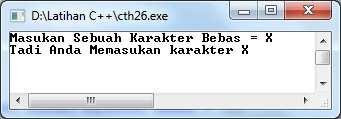 D:\Latihan C++\cth26.exe
Masukan Sebuah Karakter Bebas = X
Tadi Anda Memasukan karakter X